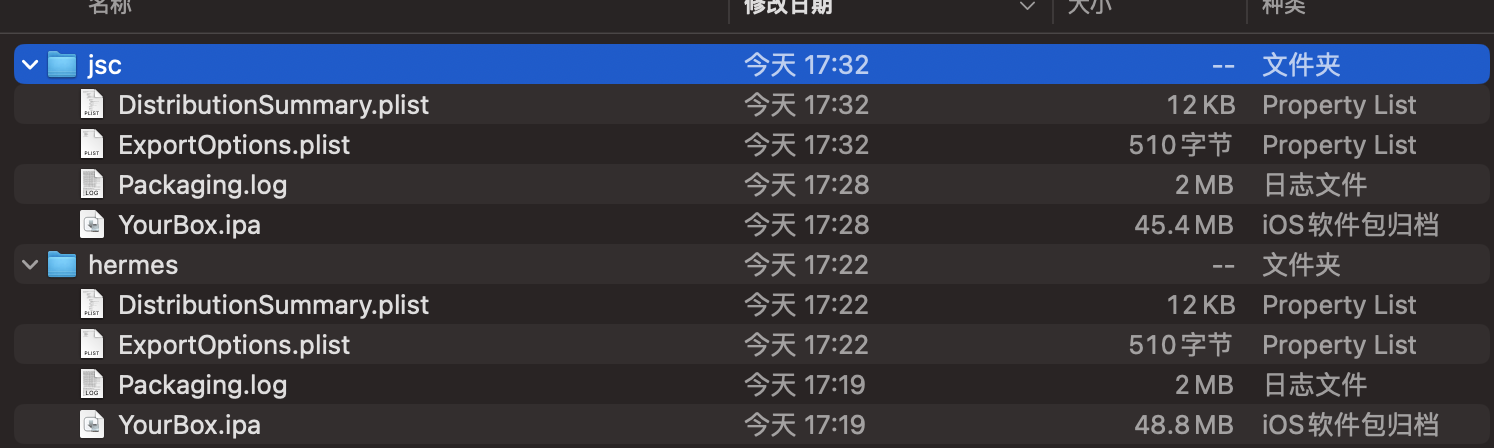 名称 修改日期 大小 种类
jsc 今天 17:32 -- 文件夹
DistributionSummary.plist 今天 17:32 12 KB Property List
ExportOptions.plist 今天 17:32 510 字节 Property List
Packaging.log 今天 17:28 2 MB 日志文件
YourBox.ipa 今天 17:28 45.4 MB iOS软件包归档
hermes 今天 17:22 -- 文件夹
DistributionSummary.plist 今天 17:22 12 KB Property List
ExportOptions.plist 今天 17:22 510 字节 Property List
Packaging.log 今天 17:19 2 MB 日志文件
YourBox.ipa 今天 17:19 48.8 MB iOS软件包归档